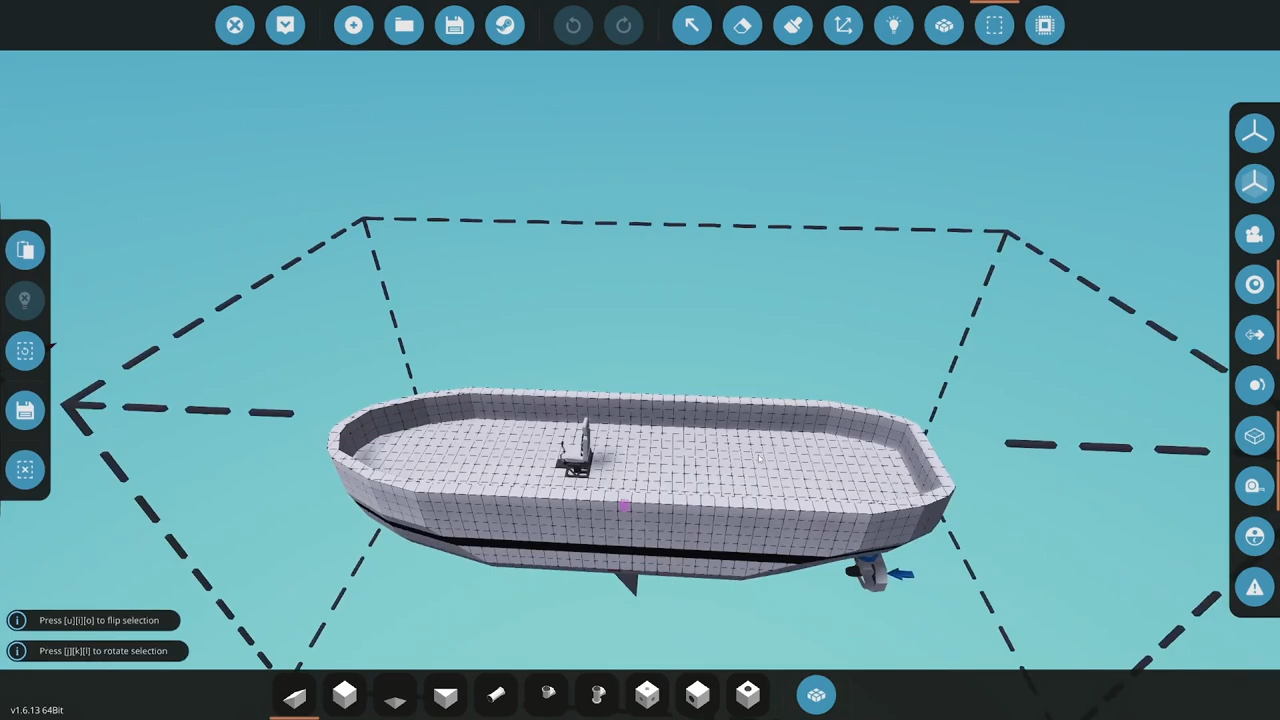 Press [u][i][o] to flip selection
Press [j][k][l] to rotate selection
v1.6.13 64Bit